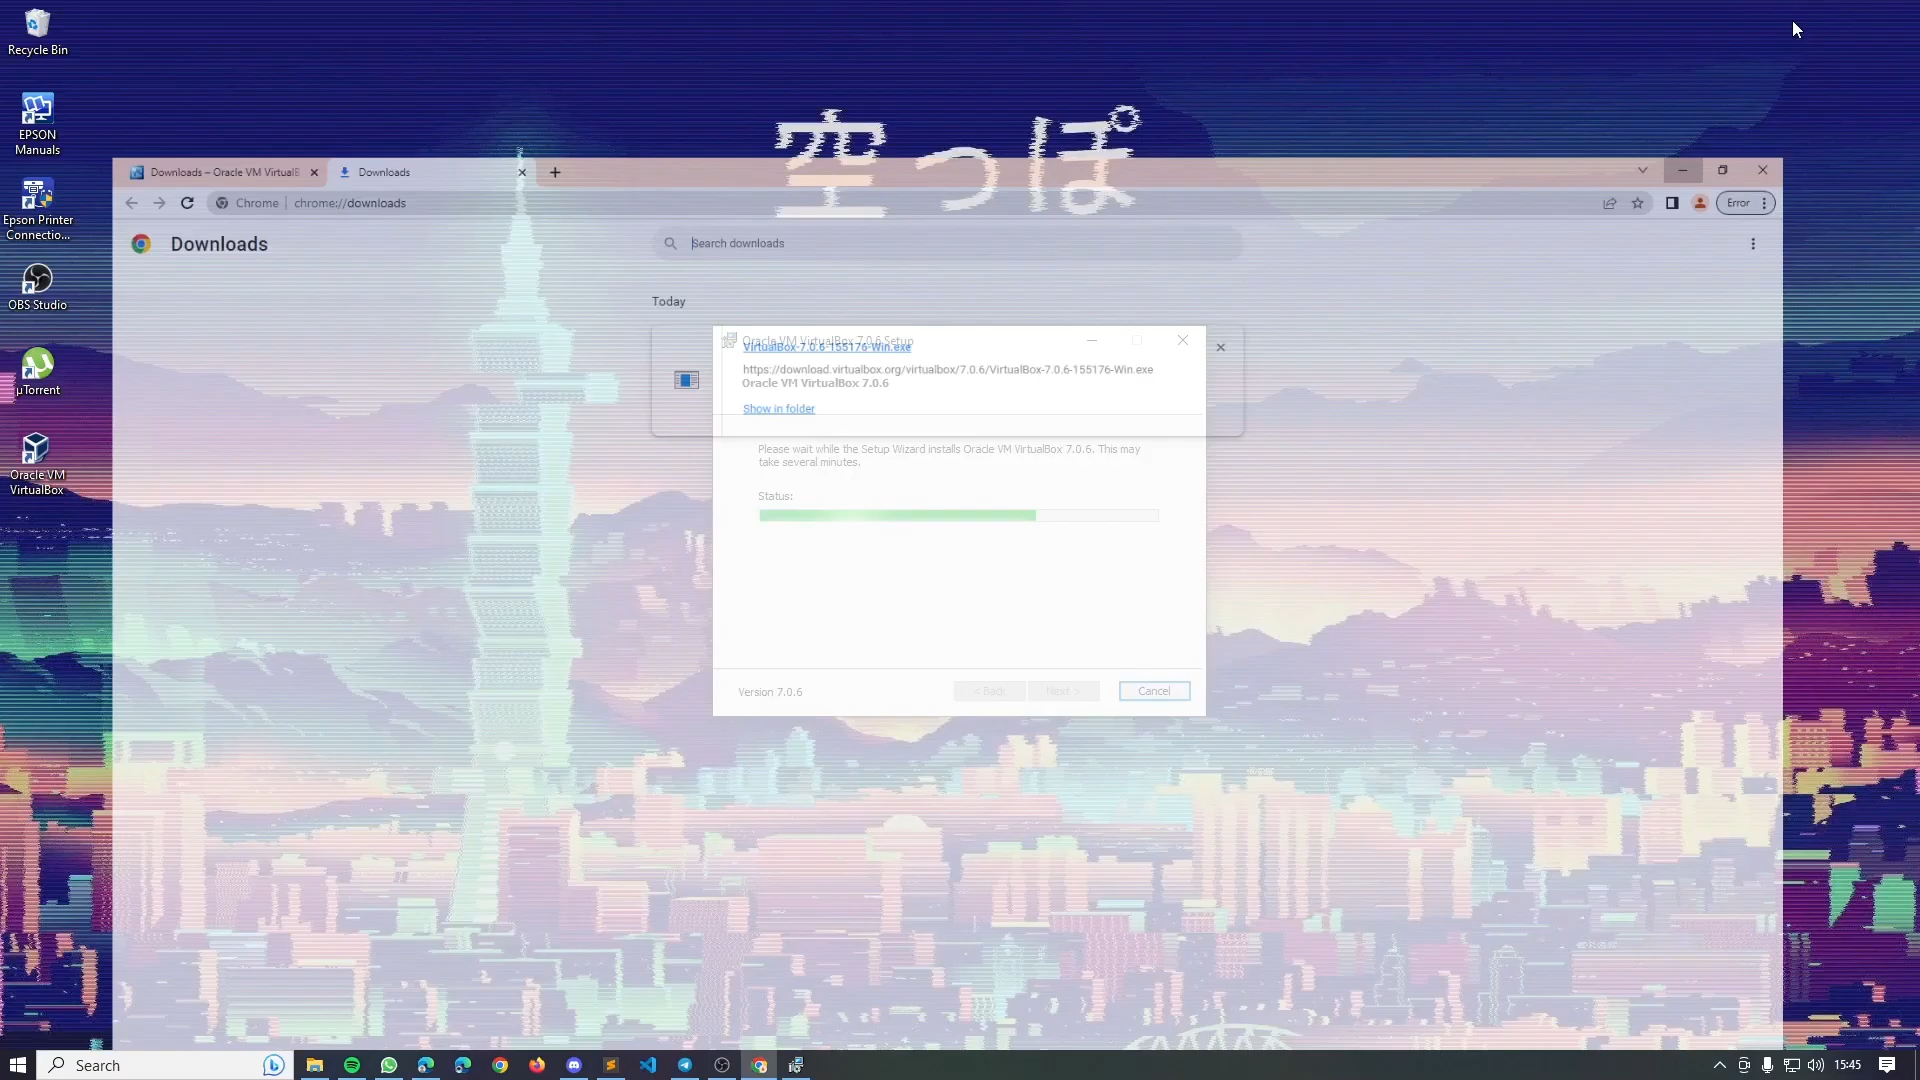 Recycle Bin
EPSON
Manuals
Epson Printer
Connectio...
OBS Studio
µTorrent
Oracle VM
VirtualBox
空っぽ
Downloads – Oracle VM VirtualB
Downloads
Chrome
chrome://downloads
Error
Downloads
Search downloads
Today
Oracle VM VirtualBox 7.0.6 Setup
VirtualBox-7.0.6-155176-Win.exe
https://download.virtualbox.org/virtualbox/7.0.6/VirtualBox-7.0.6-155176-Win.exe
Oracle VM VirtualBox 7.0.6
Show in folder
Please wait while the Setup Wizard installs Oracle VM VirtualBox 7.0.6. This may
take several minutes.
Status:
Version 7.0.6
< Back
Next >
Cancel
Search
15:45